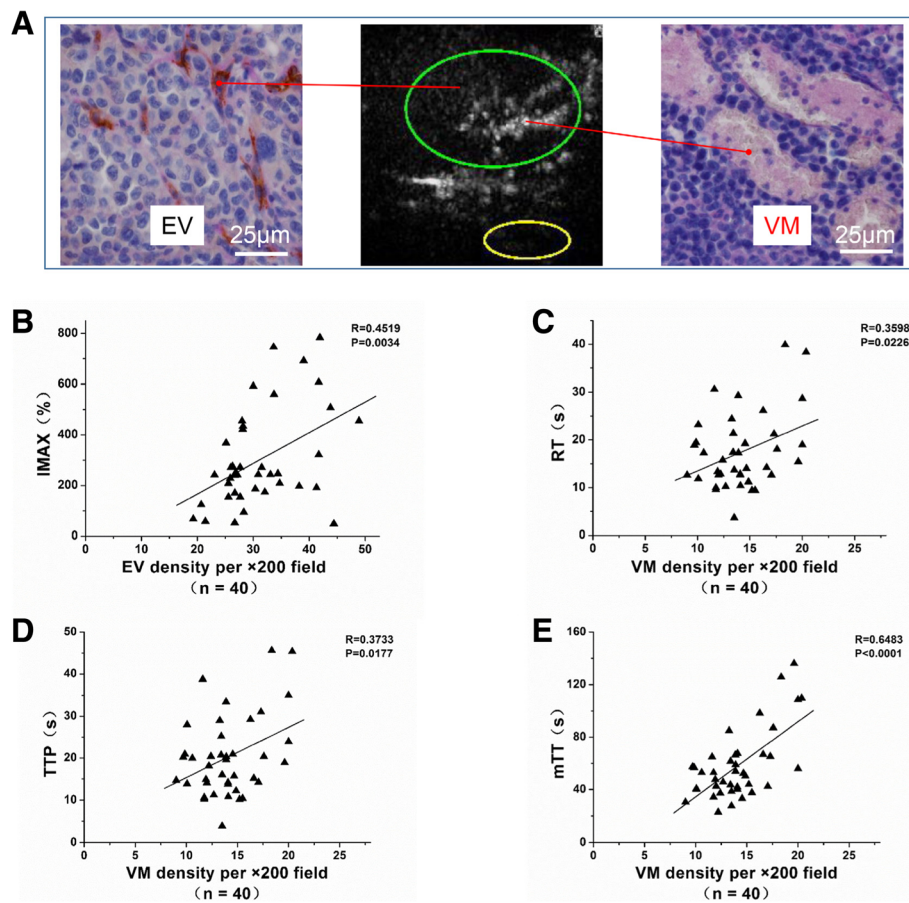 A
EV
25μm
VM
25μm
B
R=0.4519
P=0.0034
IMAX（%）
800
600
400
200
0
0 10 20 30 40 50
EV density per ×200 field
（n = 40）
C
R=0.3598
P=0.0226
RT（s）
40
30
20
10
0
0 5 10 15 20 25
VM density per ×200 field
（n = 40）
D
R=0.3733
P=0.0177
TTP（s）
50
40
30
20
10
0
0 5 10 15 20 25
VM density per ×200 field
（n = 40）
E
R=0.6483
P<0.0001
mTT（s）
160
120
80
40
0
0 5 10 15 20 25
VM density per ×200 field
（n = 40）